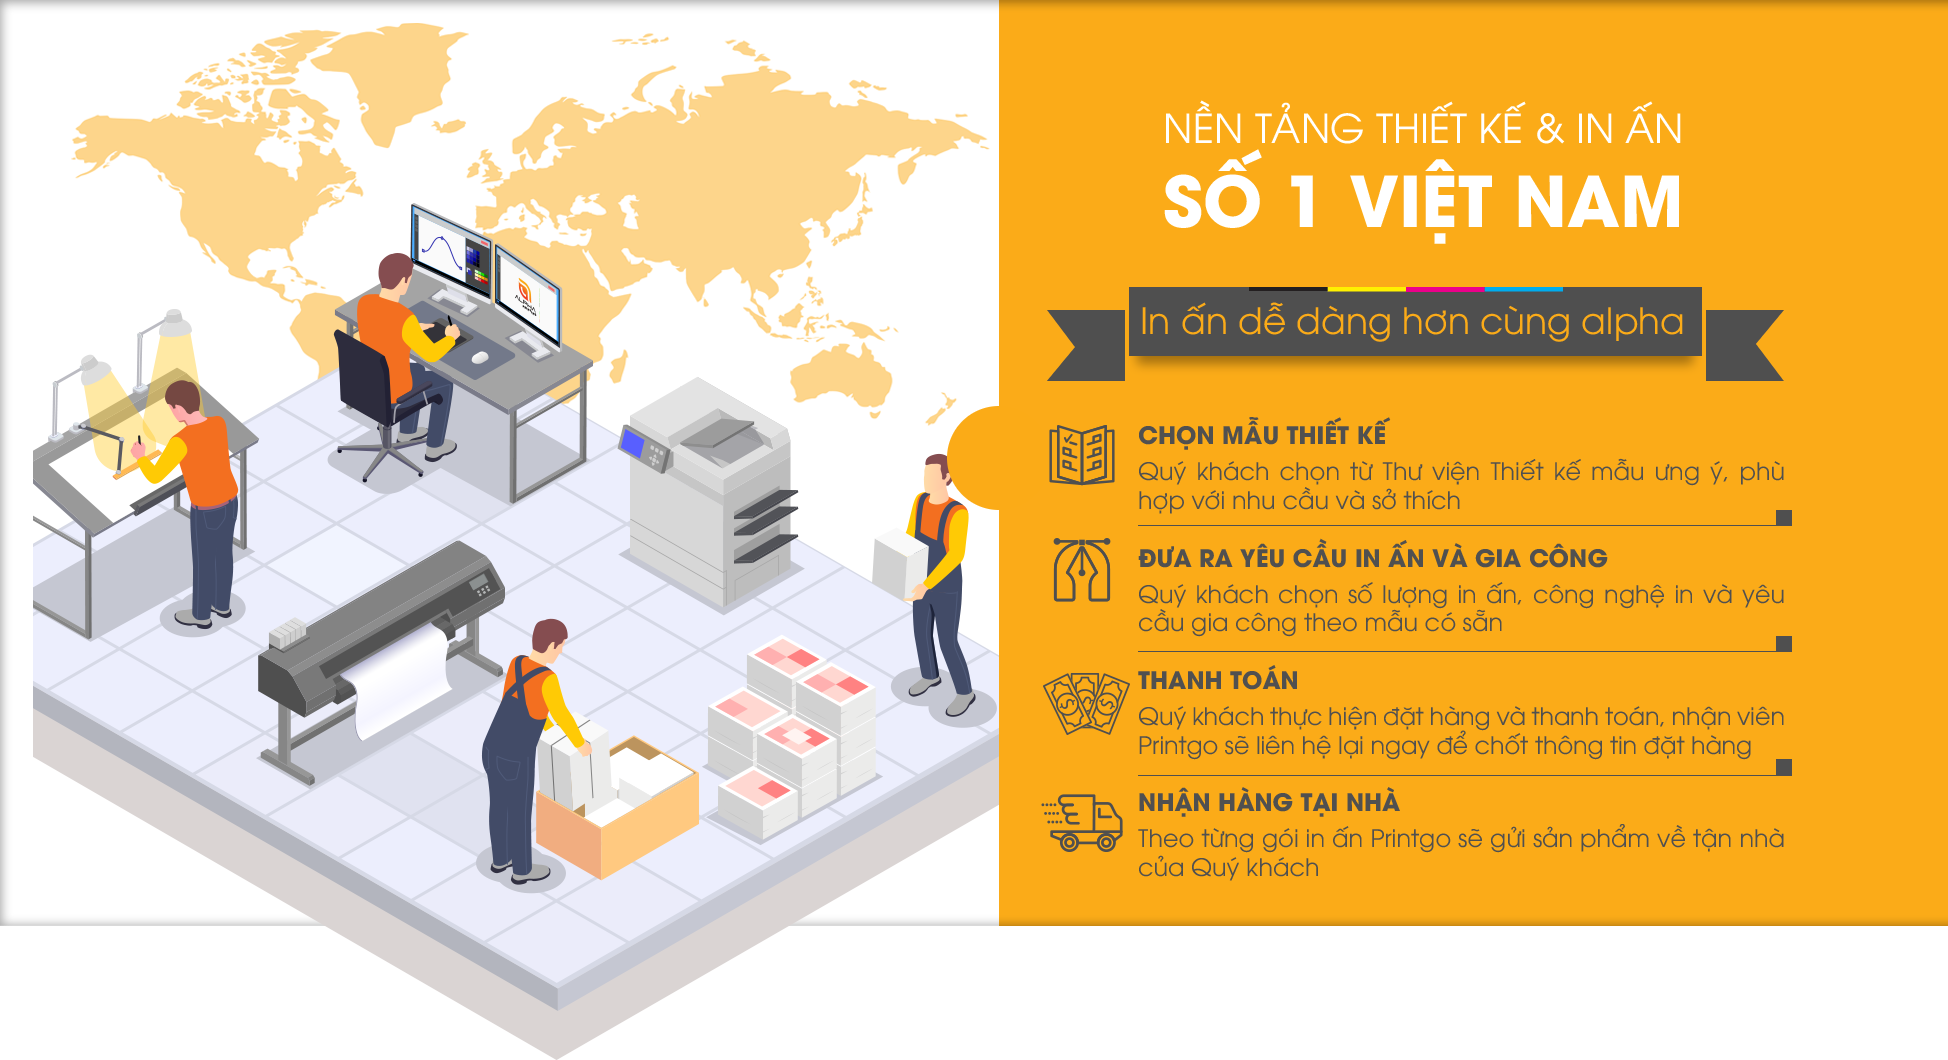 NỀN TẢNG THIẾT KẾ & IN ẤN
SỐ 1 VIỆT NAM
In ấn dễ dàng hơn cùng alpha
CHỌN MẪU THIẾT KẾ
Quý khách chọn từ Thư viện Thiết kế mẫu ưng ý, phù
hợp với nhu cầu và sở thích
ĐƯA RA YÊU CẦU IN ẤN VÀ GIA CÔNG
Quý khách chọn số lượng in ấn, công nghệ in và yêu
cầu gia công theo mẫu có sẵn
THANH TOÁN
Quý khách thực hiện đặt hàng và thanh toán, nhận viên
Printgo sẽ liên hệ lại ngay để chốt thông tin đặt hàng
NHẬN HÀNG TẠI NHÀ
Theo từng gói in ấn Printgo sẽ gửi sản phẩm về tận nhà
của Quý khách
ALPHA